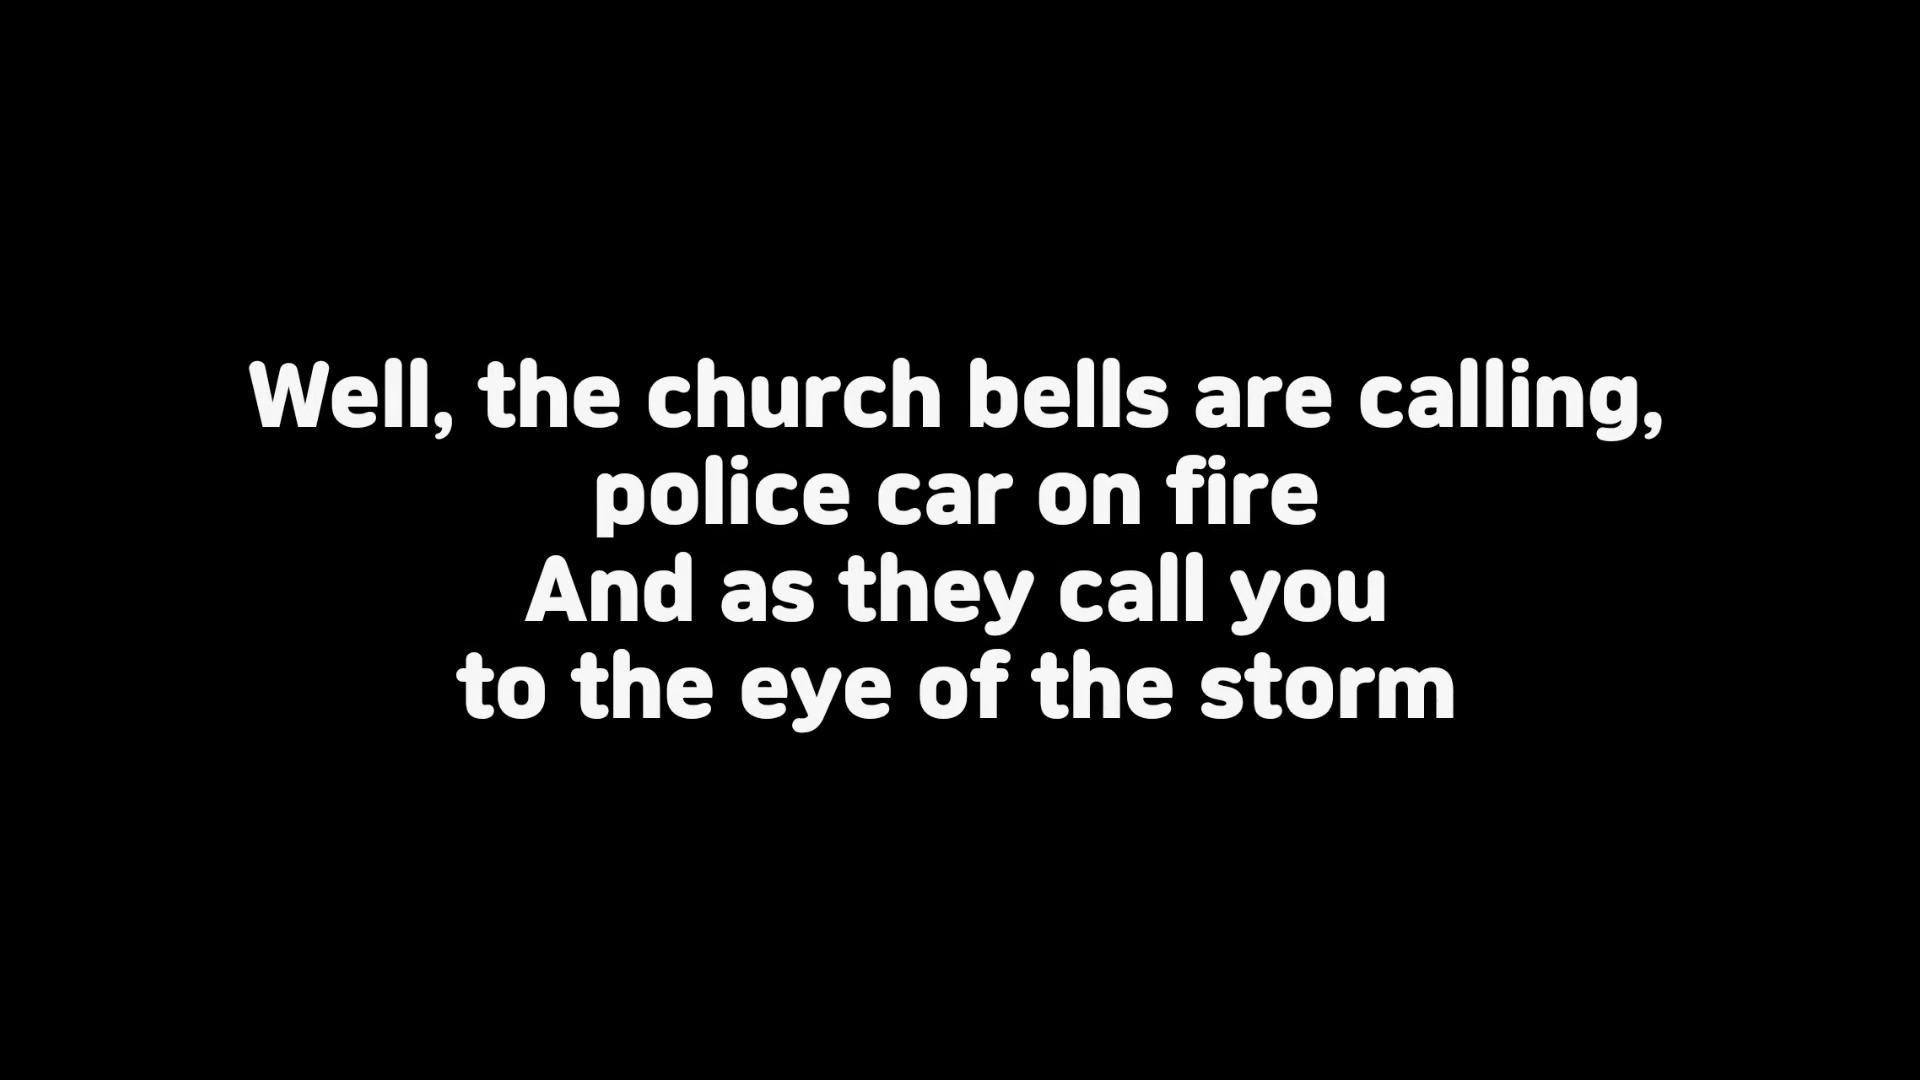 Well, the church bells are calling,
police car on fire
And as they call you
to the eye of the storm